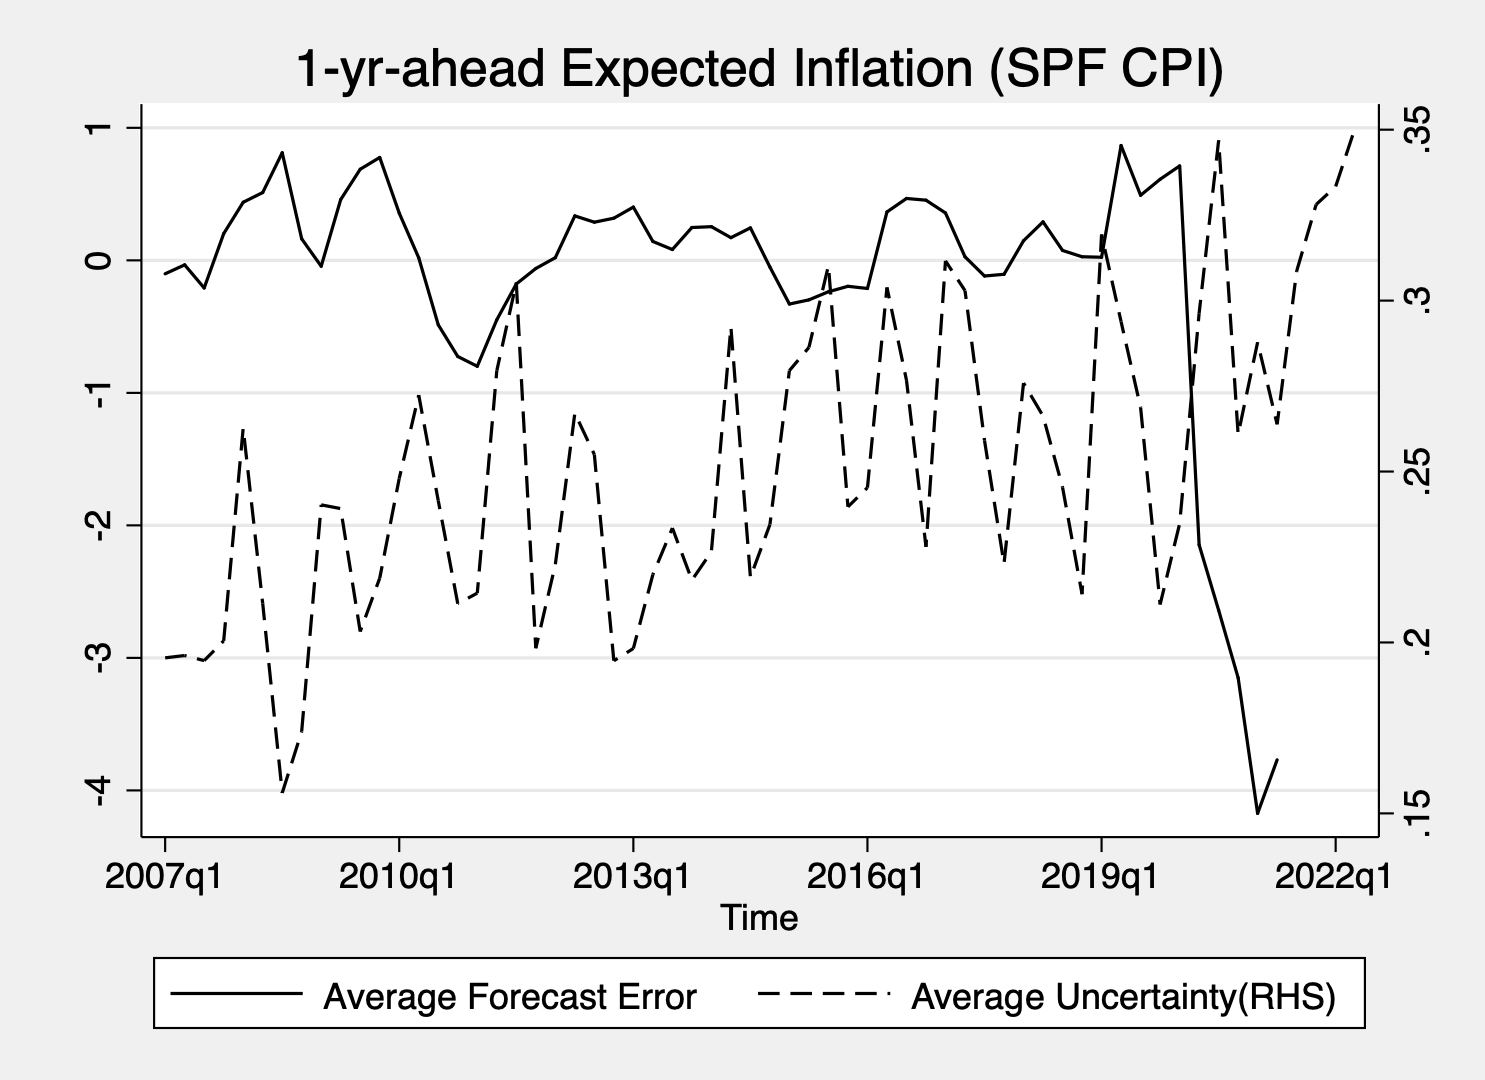 1-yr-ahead Expected Inflation (SPF CPI)
1
0
-1
-2
-3
-4
.35
.3
.25
.2
.15
2007q1 2010q1 2013q1 2016q1 2019q1 2022q1
Time
Average Forecast Error Average Uncertainty(RHS)